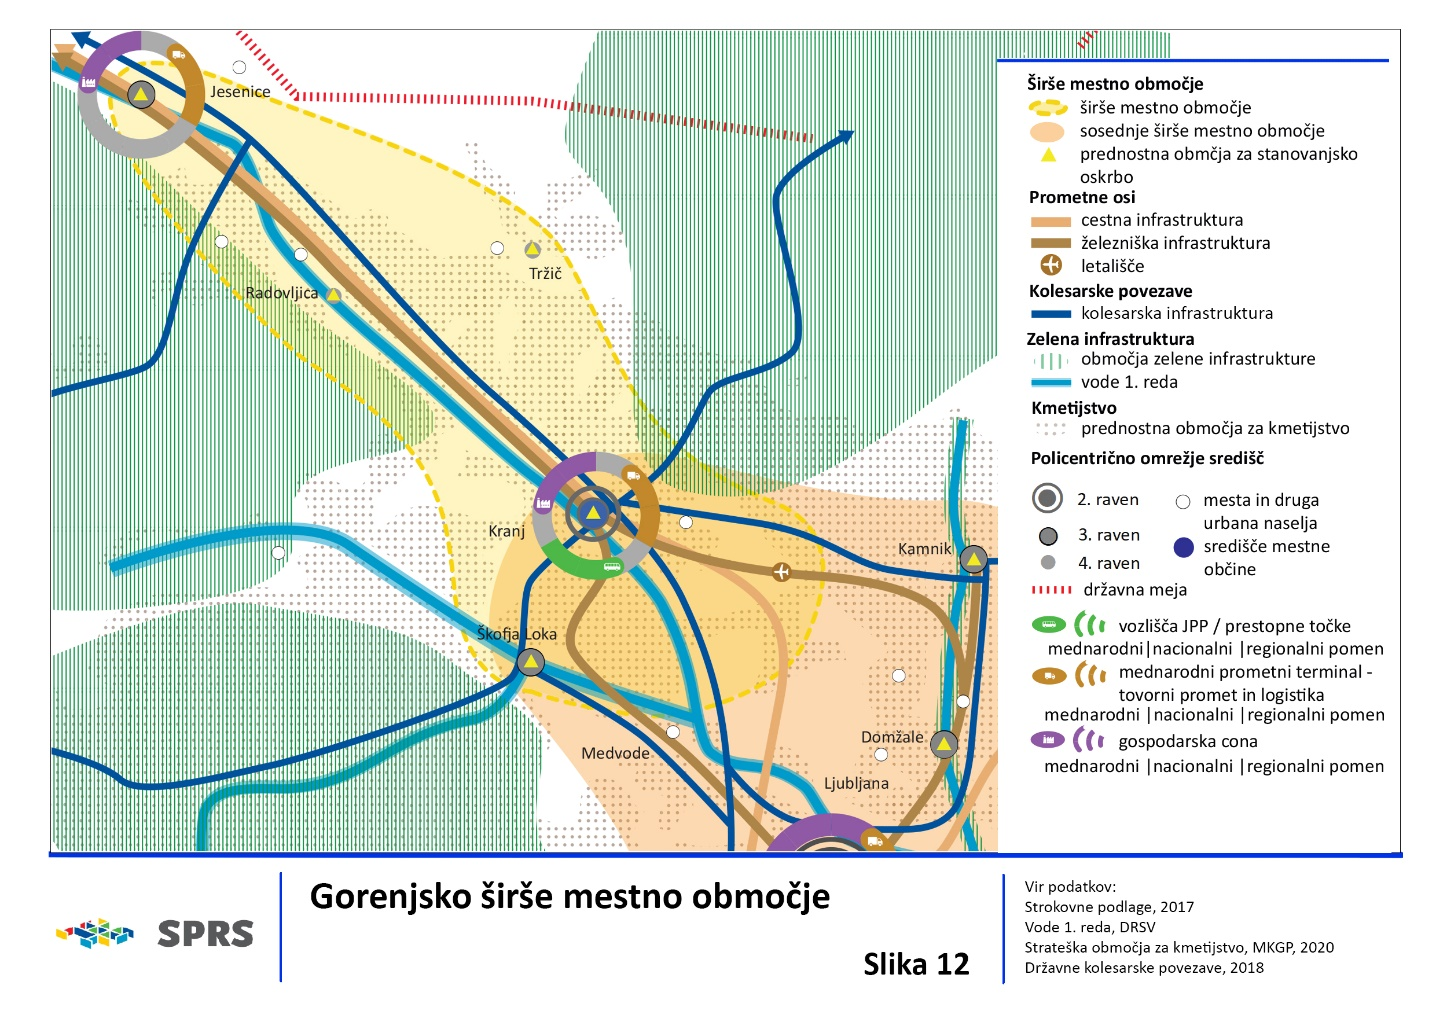 Jesenice
Tržič
Radovljica
Kranj
Kamnik
Škofja Loka
Domžale
Medvode
Ljubljana
Širše mestno območje
širše mestno območje
sosednje širše mestno območje
prednostna obmčja za stanovanjsko
oskrbo
Prometne osi
cestna infrastruktura
železniška infrastruktura
letališče
Kolesarske povezave
kolesarska infrastruktura
Zelena infrastruktura
območja zelene infrastrukture
vode 1. reda
Kmetijstvo
prednostna območja za kmetijstvo
Policentrično omrežje središč
2. raven
3. raven
4. raven
mesta in druga
urbana naselja
središče mestne
občine
državna meja
vozlišča JPP / prestopne točke
mednarodni|nacionalni |regionalni pomen
mednarodni prometni terminal -
tovorni promet in logistika
mednarodni |nacionalni |regionalni pomen
gospodarska cona
mednarodni |nacionalni |regionalni pomen
SPRS
Gorenjsko širše mestno območje
Slika 12
Vir podatkov:
Strokovne podlage, 2017
Vode 1. reda, DRSV
Strateška območja za kmetijstvo, MKGP, 2020
Državne kolesarske povezave, 2018